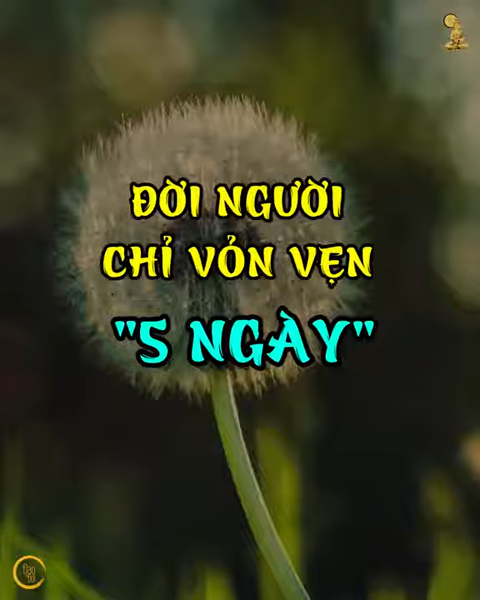 ĐỜI NGƯỜI
CHỈ VỎN VẸN
"5 NGÀY"